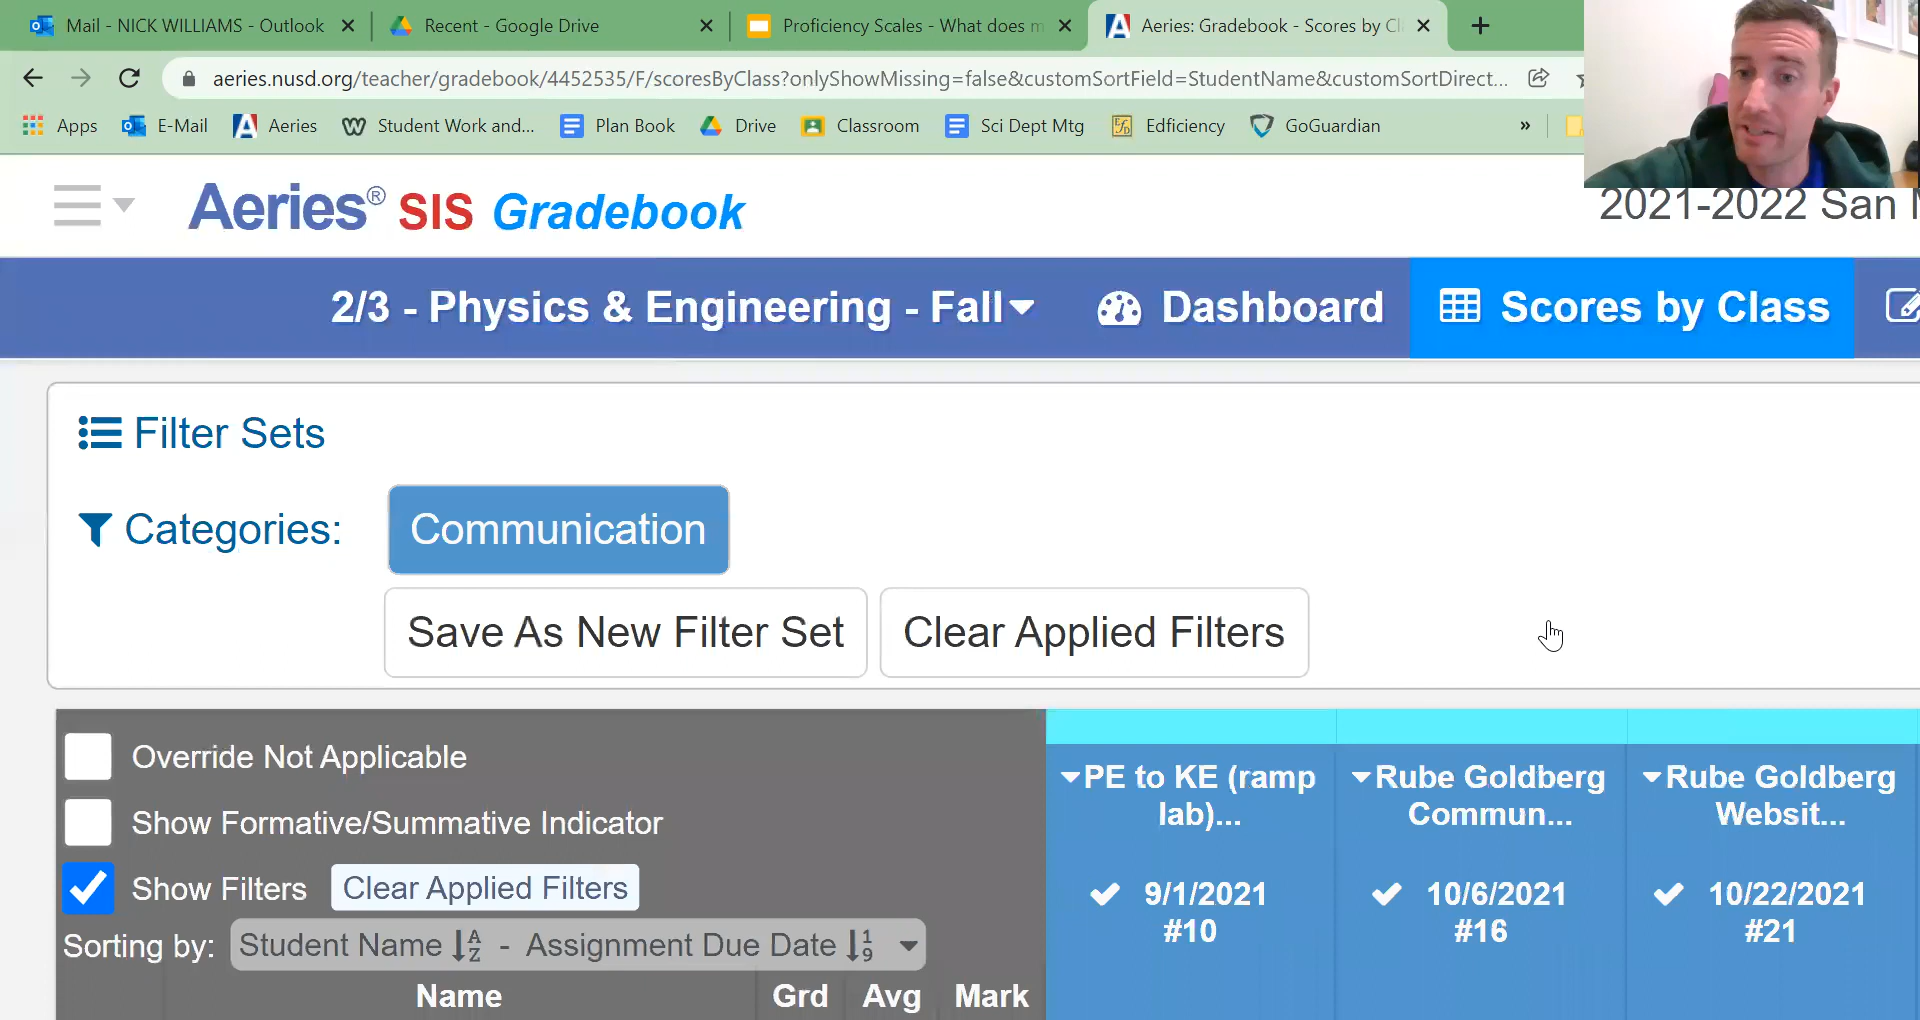 Mail - NICK WILLIAMS - Outlook
Recent - Google Drive
Proficiency Scales - What does m
Aeries: Gradebook - Scores by Cl
aeries.nusd.org/teacher/gradebook/4452535/F/scoresByClass?onlyShowMissing=false&customSortField=StudentName&customSortDirect...
Apps
E-Mail
Aeries
Student Work and...
Plan Book
Drive
Classroom
Sci Dept Mtg
Edficiency
GoGuardian
»
Aeries® SIS Gradebook
2021-2022 San
2/3 - Physics & Engineering - Fall
Dashboard
Scores by Class
Filter Sets
Categories:
Communication
Save As New Filter Set
Clear Applied Filters
Override Not Applicable
Show Formative/Summative Indicator
Show Filters
Clear Applied Filters
Sorting by:
Student Name - Assignment Due Date
Name
Grd
Avg
Mark
PE to KE (ramp
lab)...
9/1/2021
#10
Rube Goldberg
Commun...
10/6/2021
#16
Rube Goldberg
Websit...
10/22/2021
#21